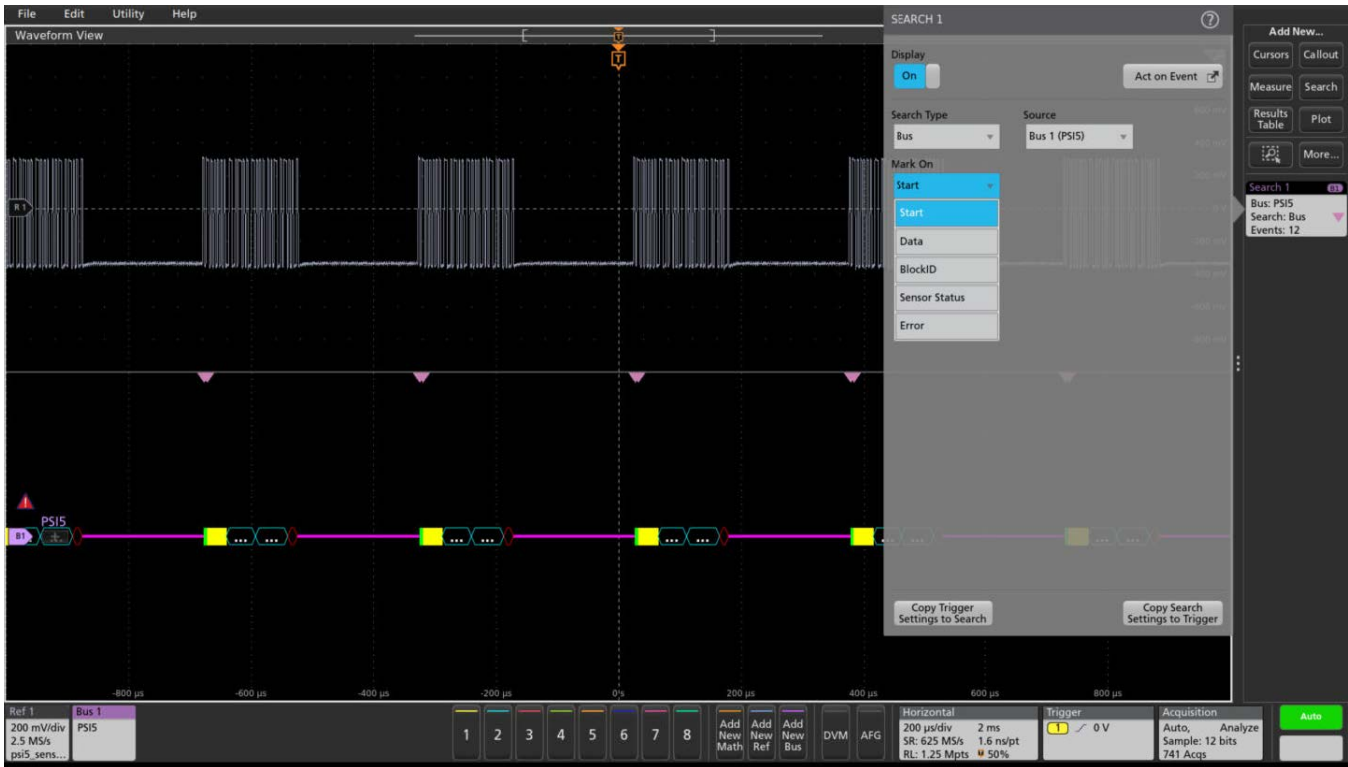 File Edit Utility Help
Waveform View
T
T
R 1
SEARCH 1
?
Display
On
Act on Event
Search Type
Source
Bus
Bus 1 (PSI5)
Mark On
Start
Start
Data
BlockID
Sensor Status
Error
Copy Trigger
Settings to Search
Copy Search
Settings to Trigger
Add New...
Cursors Callout
Measure Search
Results
Table
Plot
More...
Search 1 B1
Bus: PSI5
Search: Bus
Events: 12
!
PSI5
B1
... ... ... ... ... ... ... ...
-800 µs -600 µs -400 µs -200 µs 0 s 200 µs 400 µs 600 µs 800 µs
Ref 1
200 mV/div
2.5 MS/s
psi5_sens...
Bus 1
PSI5
1 2 3 4 5 6 7 8
Add
New
Math
Add
New
Ref
Add
New
Bus
DVM
AFG
Horizontal
200 µs/div 2 ms
SR: 625 MS/s 1.6 ns/pt
RL: 1.25 Mpts 50%
Trigger
1 0 V
Acquisition
Auto, Analyze
Sample: 12 bits
741 Acqs
Auto